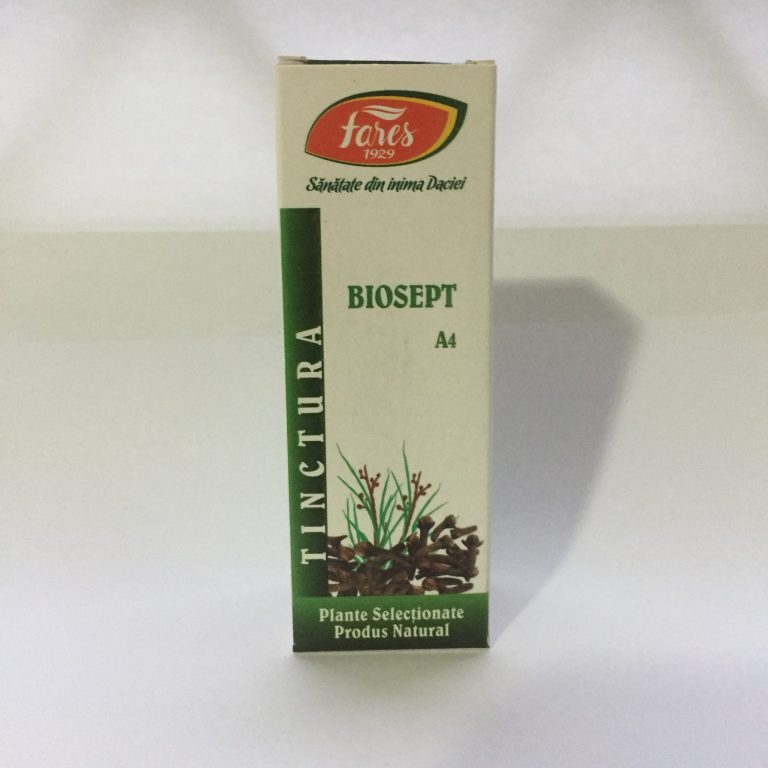 fares
1929
Sănătate din inima Daciei
BIOSEPT
A4
TINCTURA
Plante Selecționate
Produs Natural